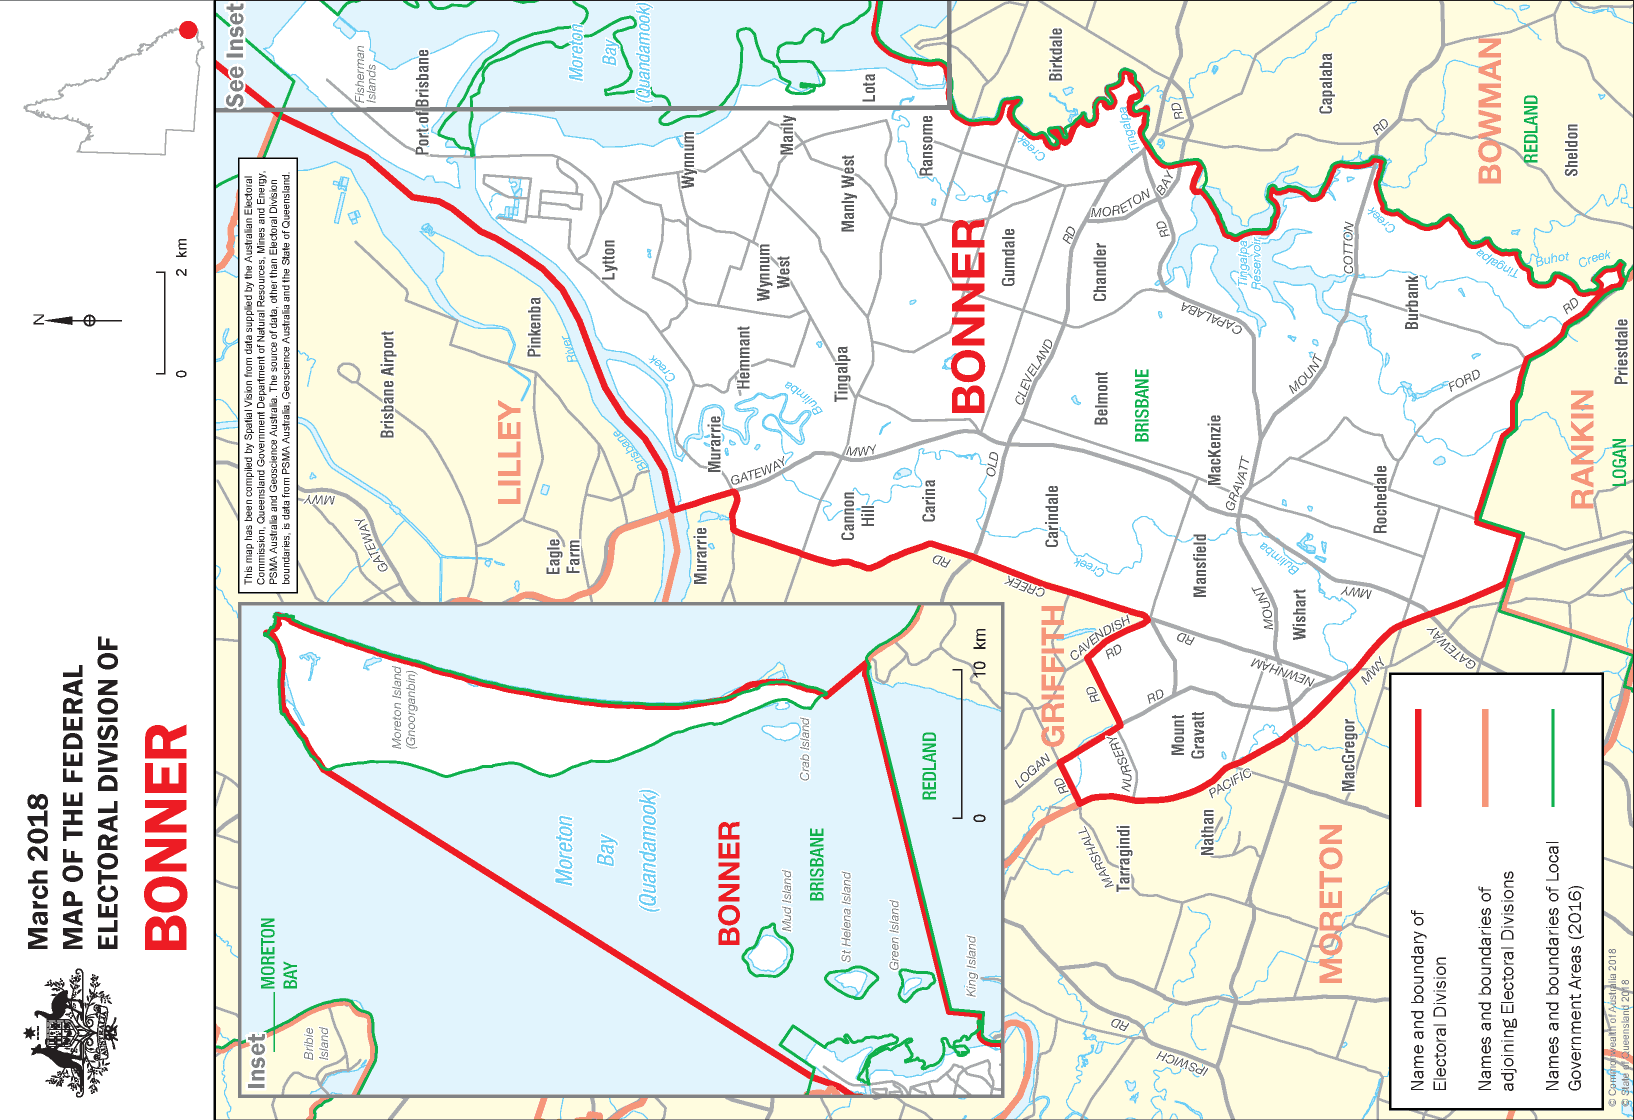 March 2018
MAP OF THE FEDERAL
ELECTORAL DIVISION OF
BONNER
N
0
2 km
This map has been compiled by Spatial Vision from data supplied by the Australian Electoral
Commission, Queensland Government Department of Natural Resources, Mines and Energy,
PSMA Australia and Geoscience Australia. The source of data, other than Electoral Division
boundaries, is data from PSMA Australia, Geoscience Australia and the State of Queensland.
See Inset
Fisherman
Islands
Port of Brisbane
Moreton
Bay
(Quandamook)
Lota
Birkdale
Capalaba
BOWMAN
REDLAND
Sheldon
Brisbane Airport
LILLEY
Pinkenba
Eagle
Farm
GATEWAY
MWY
Brisbane
River
Lytton
Wynnum
Manly
Manly West
Ransome
Wynnum
West
Hemmant
Tingalpa
Murarrie
Murarrie
Creek
Bulimba
GATEWAY
MWY
BONNER
Gumdale
Chandler
Belmont
BRISBANE
Burbank
MacKenzie
Cannon
Hill
Carina
Carindale
Rochedale
Mansfield
Wishart
Mount
Gravatt
MacGregor
Nathan
Tarragindi
MORETON
GRIFFITH
RANKIN
LOGAN
Priestdale
Tingalpa
Creek
Tingalpa
Reservoir
Tingalpa
Creek
Buhot Creek
MORETON
BAY
RD
RD
OLD
CLEVELAND
RD
CAPALABA
RD
MOUNT
COTTON
RD
FORD
RD
MOUNT
GRAVATT
Bulimba
Creek
CREEK
RD
CAVENDISH
RD
RD
RD
RD
NEWNHAM
MWY
GATEWAY
PACIFIC
MWY
LOGAN
RD
NURSERY
MARSHALL
IPSWICH
RD
Inset
MORETON
BAY
Bribie
Island
Moreton Island
(Gnoorganbin)
Moreton
Bay
(Quandamook)
Crab Island
BONNER
BRISBANE
REDLAND
Mud Island
St Helena Island
Green Island
King Island
0
10 km
Name and boundary of
Electoral Division
Names and boundaries of
adjoining Electoral Divisions
Names and boundaries of Local
Government Areas (2016)
© Commonwealth of Australia 2018
© State of Queensland 2018